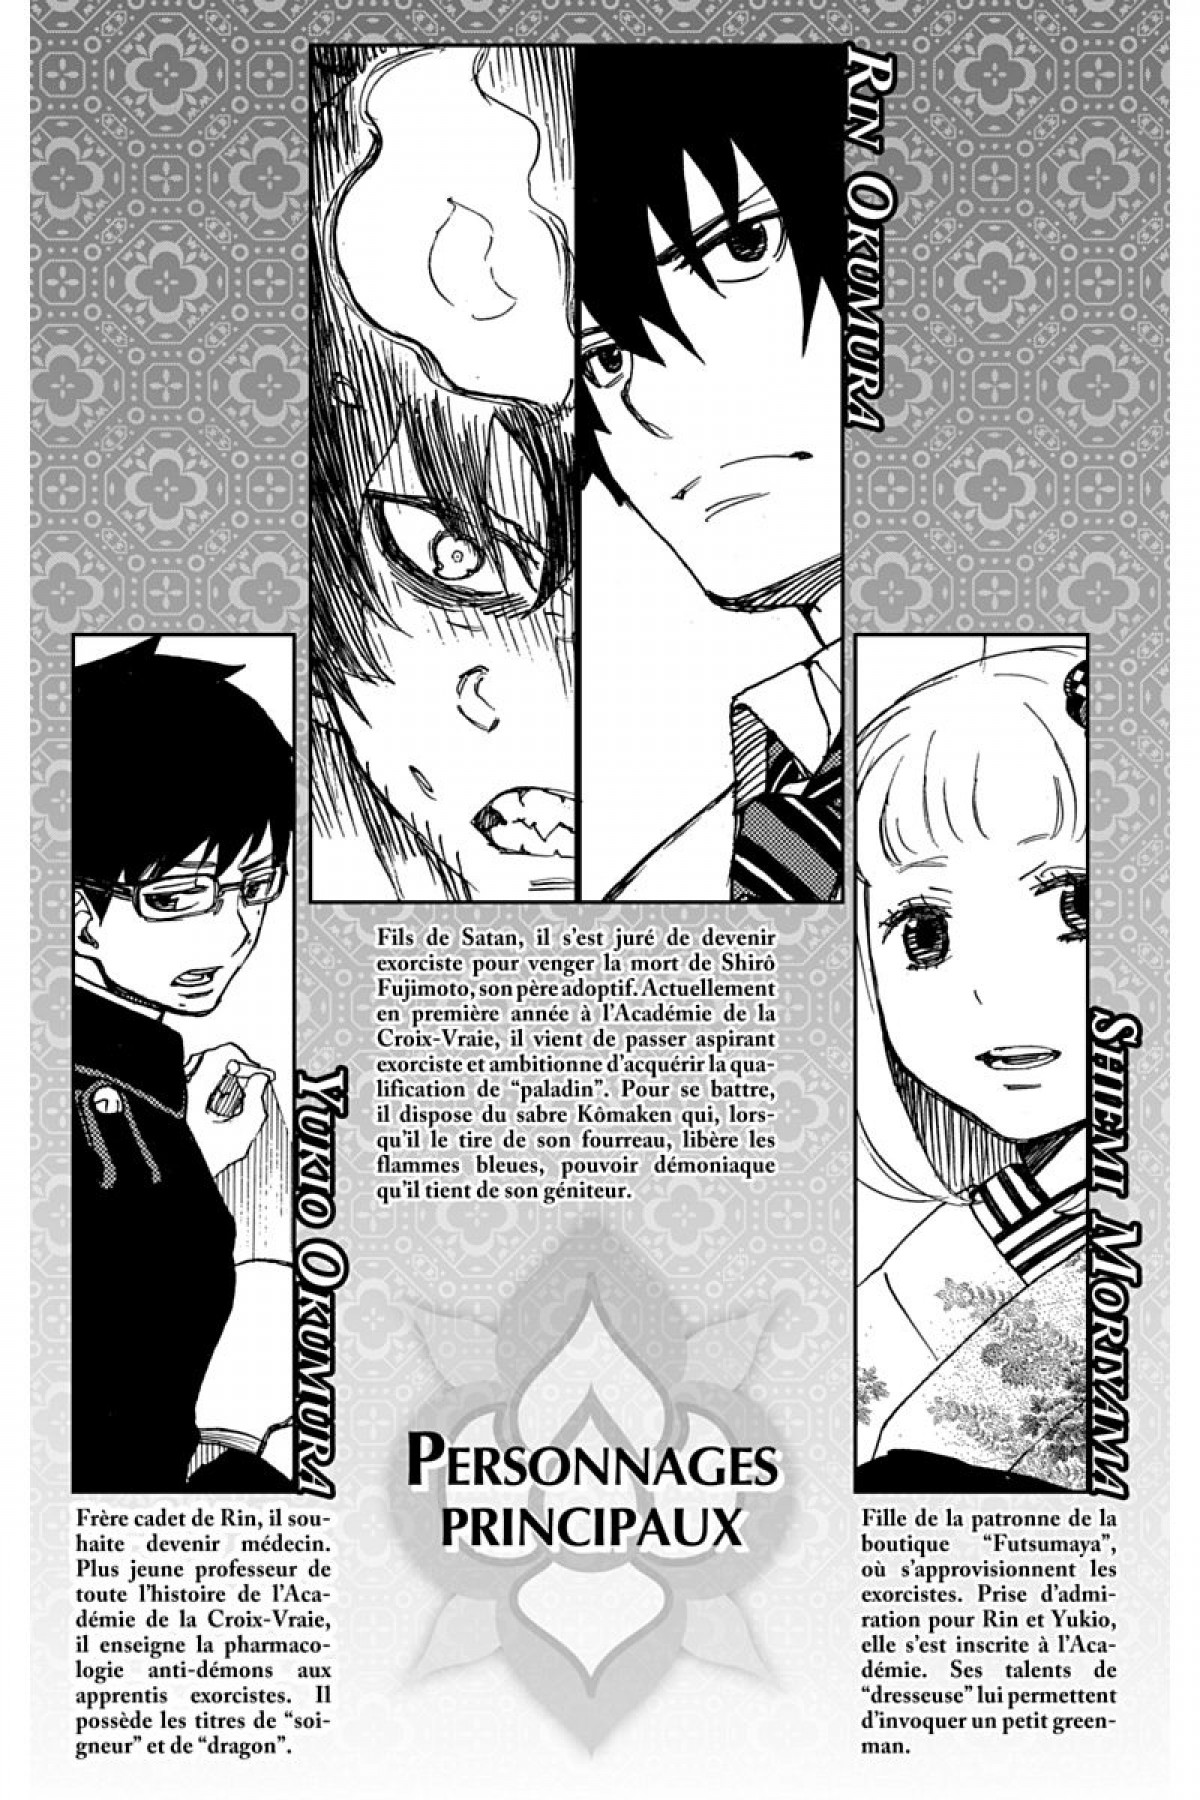 Rin Okumura
Fils de Satan, il s'est juré de devenir
exorciste pour venger la mort de Shirô
Fujimoto, son père adoptif. Actuellement
en première année à l'Académie de la
Croix-Vraie, il vient de passer aspirant
exorciste et ambitionne d'acquérir la qua-
lification de “paladin”. Pour se battre,
il dispose du sabre Kômaken qui, lors-
qu'il le tire de son fourreau, libère les
flammes bleues, pouvoir démoniaque
qu'il tient de son géniteur.
Yukio Okumura
Frère cadet de Rin, il sou-
haite devenir médecin.
Plus jeune professeur de
toute l'histoire de l'Aca-
démie de la Croix-Vraie,
il enseigne la pharmaco-
logie anti-démons aux
apprentis exorcistes. Il
possède les titres de “soi-
gneur” et de “dragon”.
Personnages
principaux
Shiemi Moriyama
Fille de la patronne de la
boutique “Futsumaya”,
où s'approvisionnent les
exorcistes. Prise d'admi-
ration pour Rin et Yukio,
elle s'est inscrite à l'Aca-
démie. Ses talents de
“dresseuse” lui permettent
d'invoquer un petit green-
man.